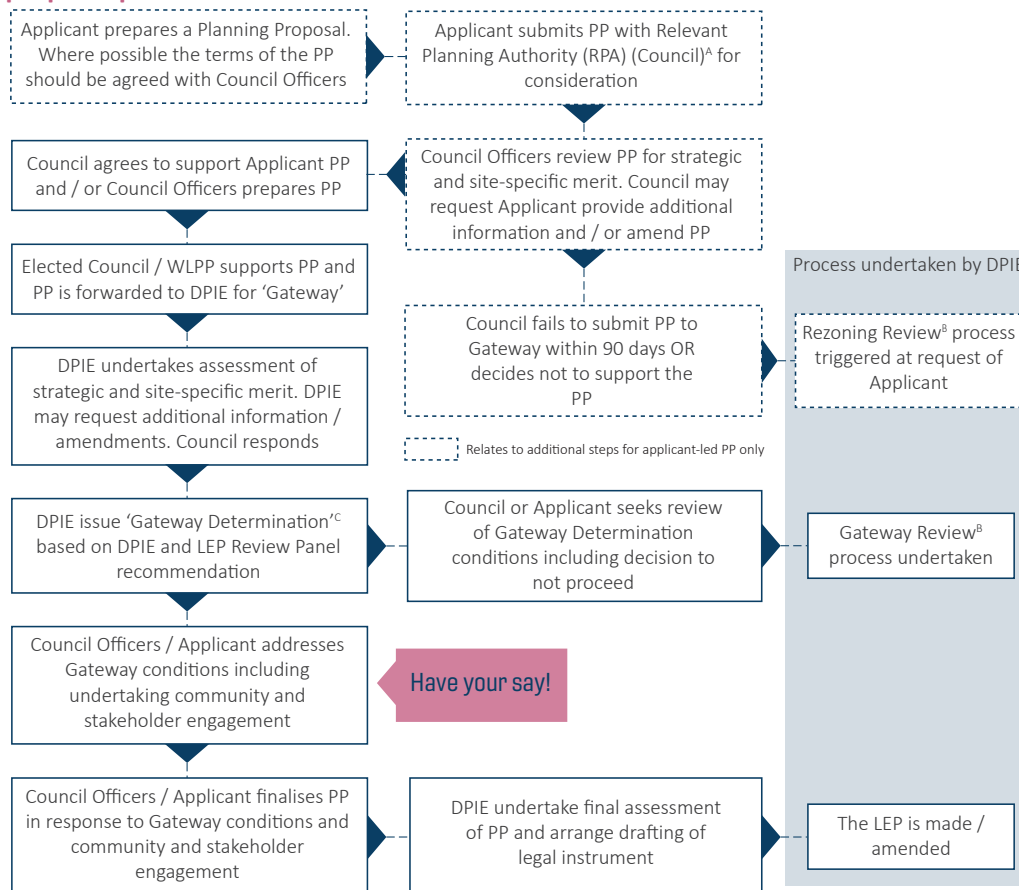 Applicant prepares a Planning Proposal.
Where possible the terms of the PP
should be agreed with Council Officers
Applicant submits PP with Relevant
Planning Authority (RPA) (Council)ᴬ for
consideration
Council agrees to support Applicant PP
and / or Council Officers prepares PP
Council Officers review PP for strategic
and site-specific merit. Council may
request Applicant provide additional
information and / or amend PP
Elected Council / WLPP supports PP and
PP is forwarded to DPIE for ‘Gateway’
Process undertaken by DPIE
Council fails to submit PP to
Gateway within 90 days OR
decides not to support the
PP
Rezoning Reviewᴮ process
triggered at request of
Applicant
DPIE undertakes assessment of
strategic and site-specific merit. DPIE
may request additional information /
amendments. Council responds
Relates to additional steps for applicant-led PP only
DPIE issue ‘Gateway Determination’ᶜ
based on DPIE and LEP Review Panel
recommendation
Council or Applicant seeks review
of Gateway Determination
conditions including decision to
not proceed
Gateway Reviewᴮ
process undertaken
Council Officers / Applicant addresses
Gateway conditions including
undertaking community and
stakeholder engagement
Have your say!
Council Officers / Applicant finalises PP
in response to Gateway conditions and
community and stakeholder
engagement
DPIE undertake final assessment
of PP and arrange drafting of
legal instrument
The LEP is made /
amended